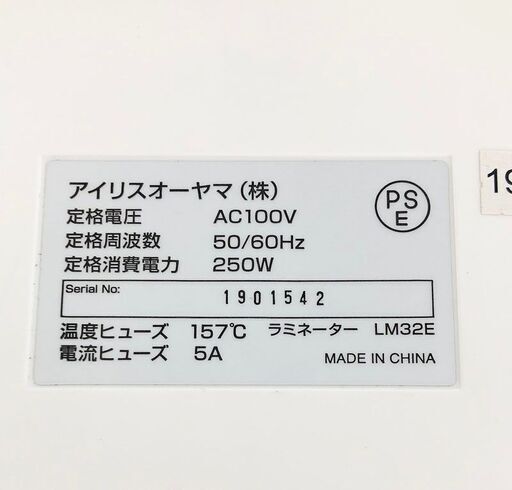 アイリスオーヤマ(株)
PS
E
定格電圧 AC100V
定格周波数 50/60Hz
定格消費電力 250W
Serial No: 1901542
温度ヒューズ 157℃ ラミネーター LM32E
電流ヒューズ 5A MADE IN CHINA
19